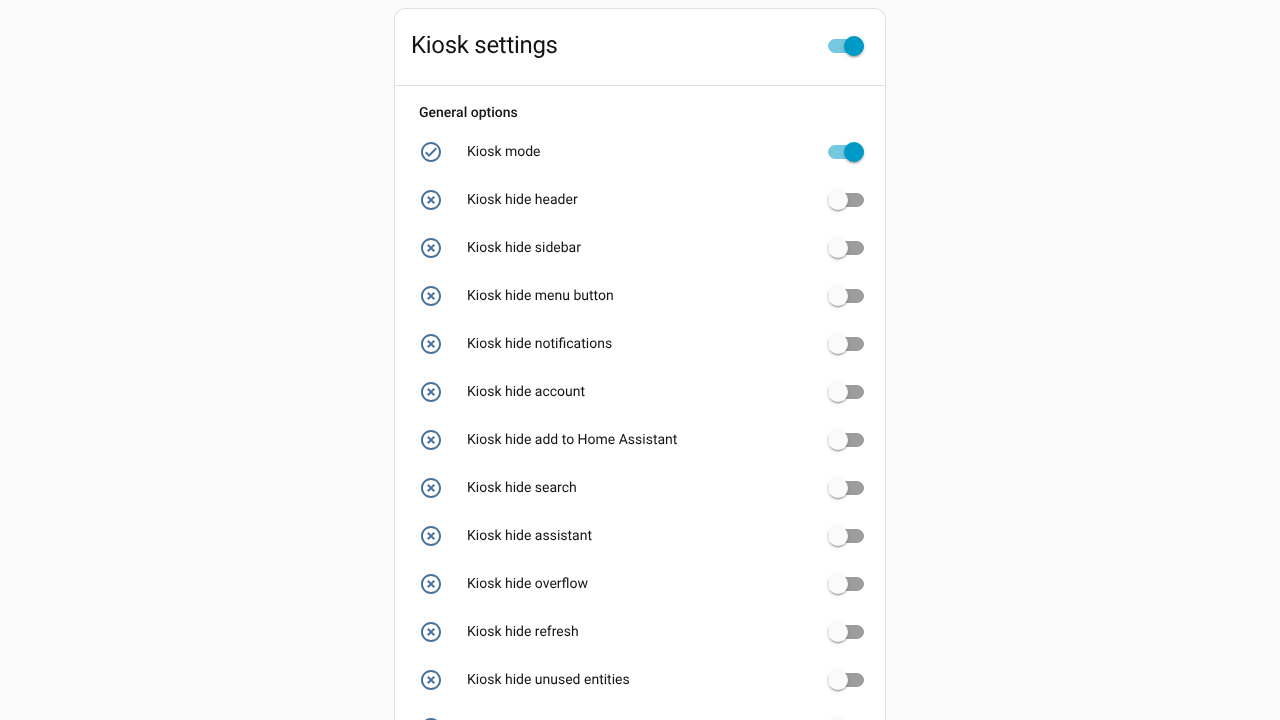 Kiosk settings
General options
Kiosk mode
Kiosk hide header
Kiosk hide sidebar
Kiosk hide menu button
Kiosk hide notifications
Kiosk hide account
Kiosk hide add to Home Assistant
Kiosk hide search
Kiosk hide assistant
Kiosk hide overflow
Kiosk hide refresh
Kiosk hide unused entities